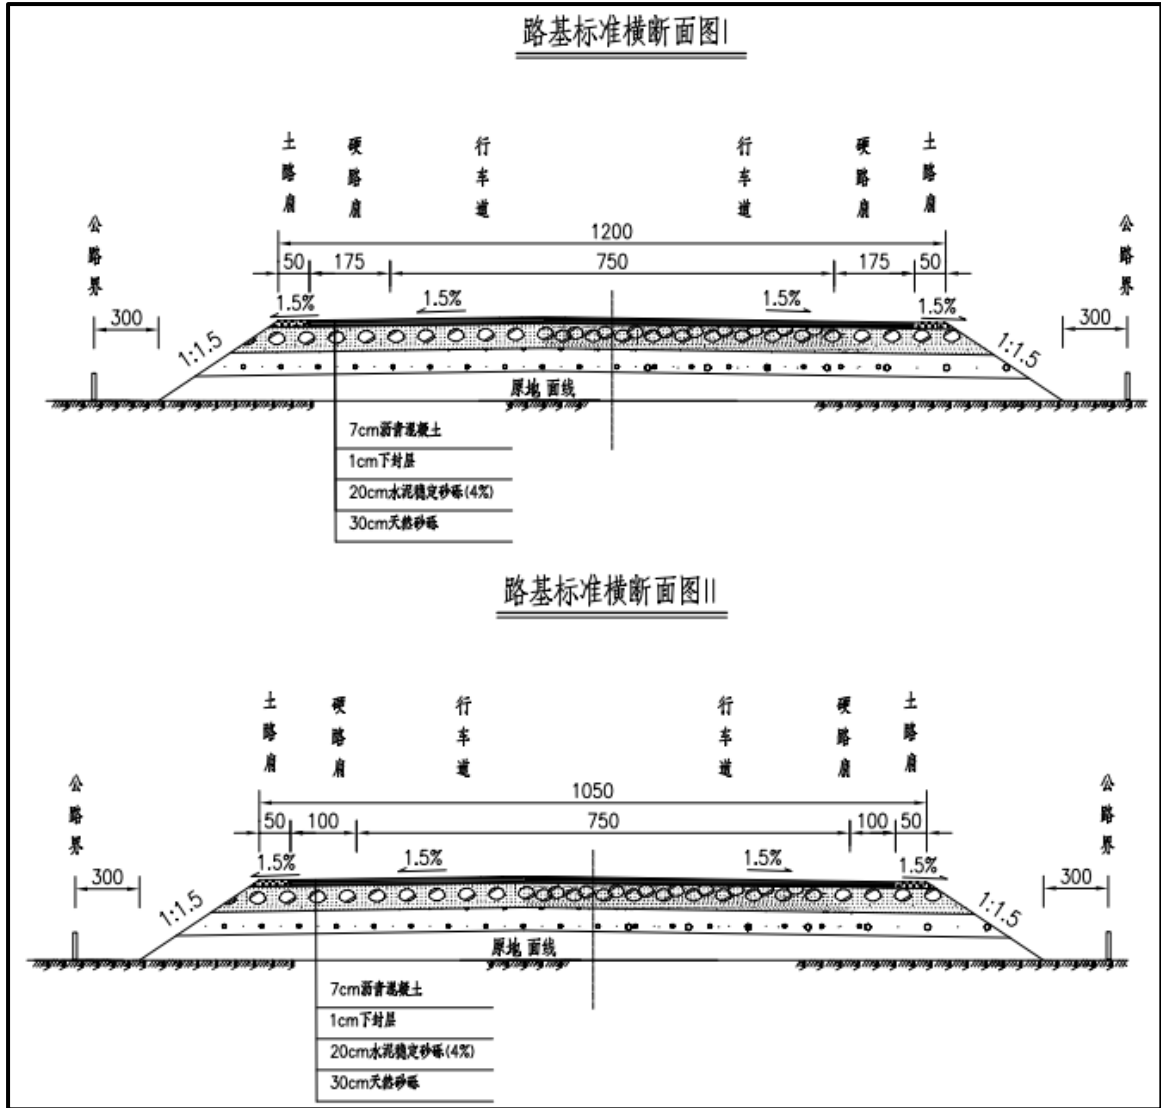 路基标准横断面图I
土路肩 硬路肩 行车道 行车道 硬路肩 土路肩
公路界 公路界
1200
50 175 750 175 50
1.5% 1.5% 1.5% 1.5%
300 300
1:1.5 1:1.5
原地面线
7cm沥青混凝土
1cm下封层
20cm水泥稳定砂砾(4%)
30cm天然砂砾
路基标准横断面图II
土路肩 硬路肩 行车道 行车道 硬路肩 土路肩
公路界 公路界
1050
50 100 750 100 50
1.5% 1.5% 1.5% 1.5%
300 300
1:1.5 1:1.5
原地面线
7cm沥青混凝土
1cm下封层
20cm水泥稳定砂砾(4%)
30cm天然砂砾